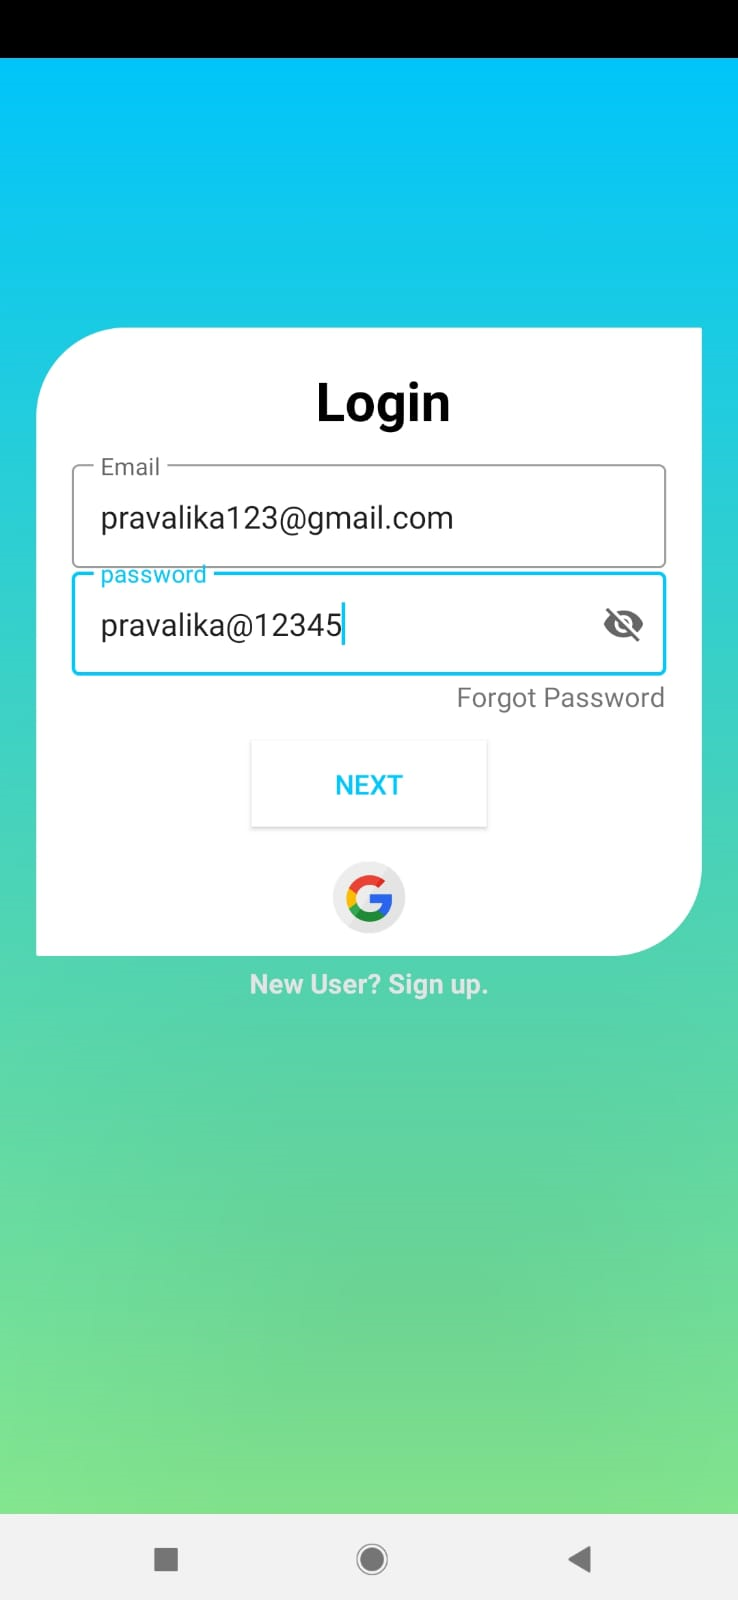 Login
Email
pravalika123@gmail.com
password
pravalika@12345
Forgot Password
NEXT
New User? Sign up.